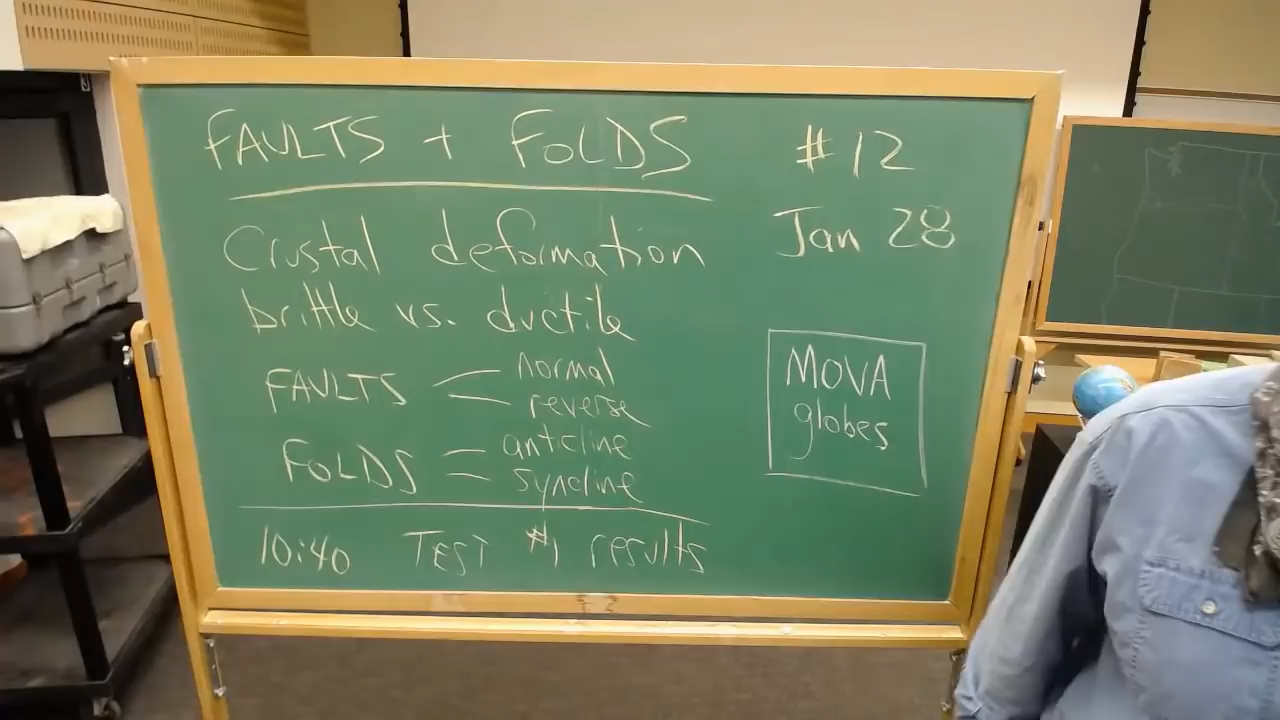 FAULTS + FOLDS
#12
Jan 28
Crustal deformation
brittle vs. ductile
FAULTS
normal
reverse
FOLDS
anticline
syncline
MOVA
globes
10:40 TEST #1 results